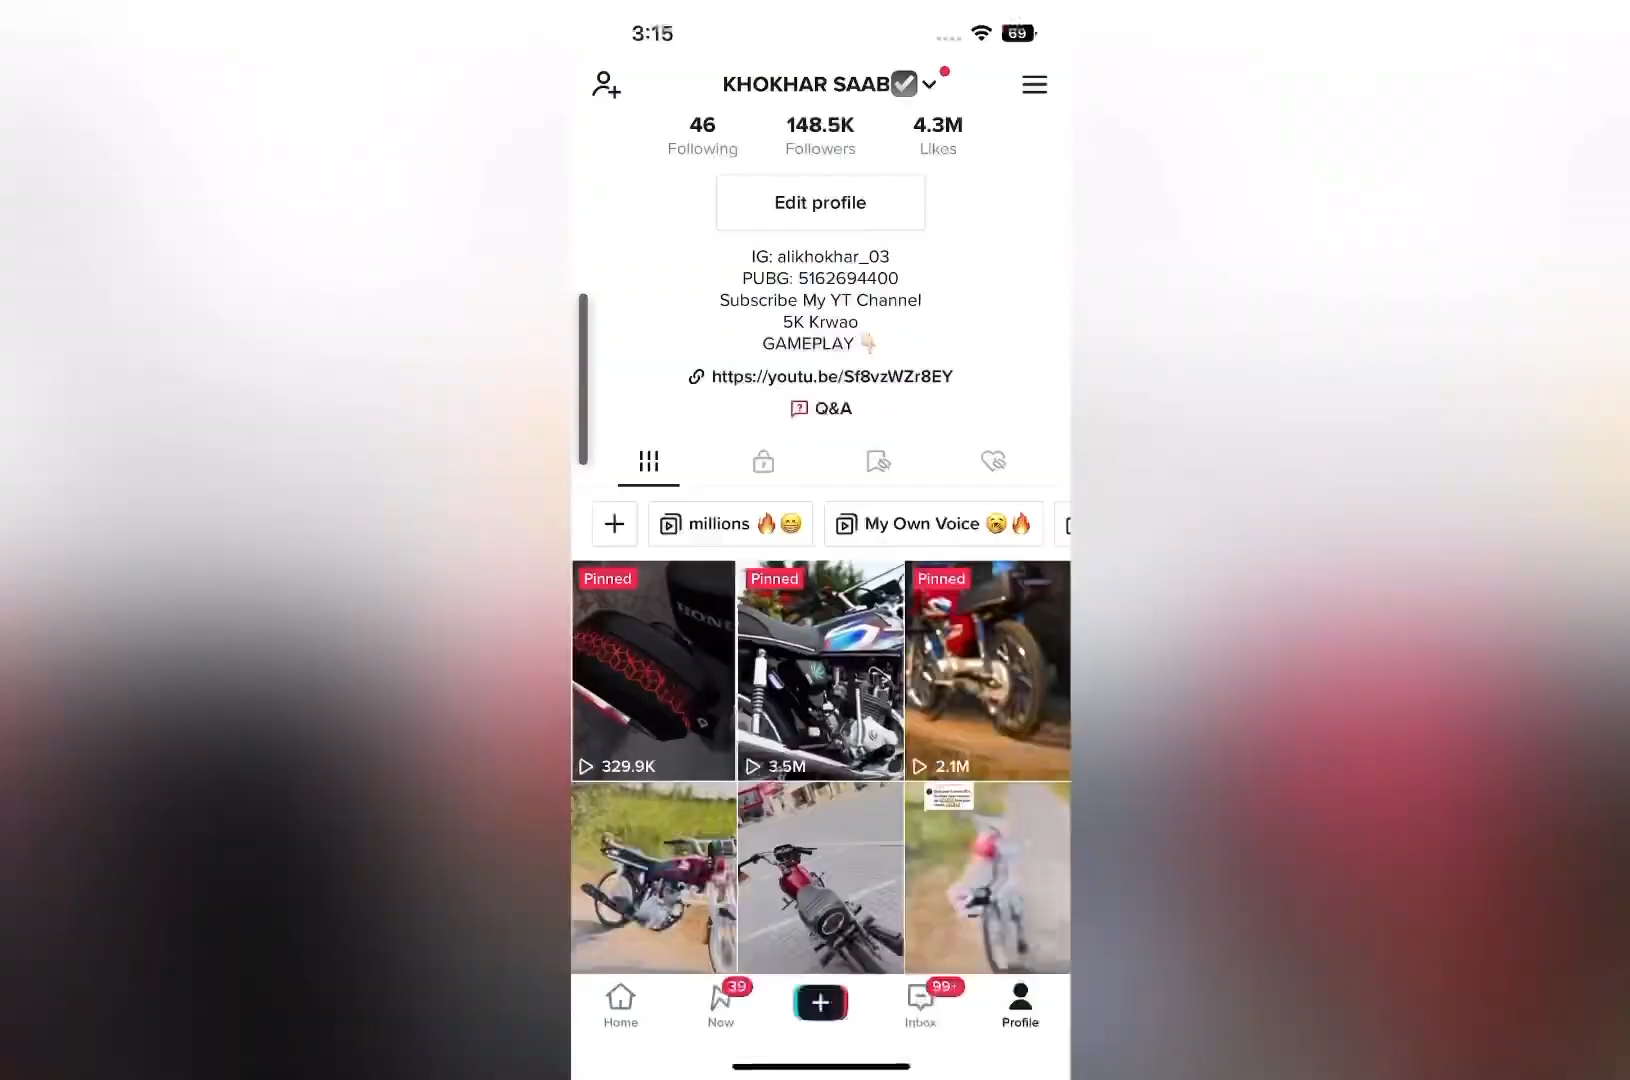 3:15
69
KHOKHAR SAAB
46 148.5K 4.3M
Following Followers Likes
Edit profile
IG: alikhokhar_03
PUBG: 5162694400
Subscribe My YT Channel
5K Krwao
GAMEPLAY 👇🏻
https://youtu.be/Sf8vzWZr8EY
Q&A
millions 🔥😁 My Own Voice 🥱🔥
Pinned Pinned Pinned
HOND
329.9K 3.5M 2.1M
39 99+
Home Now Inbox Profile